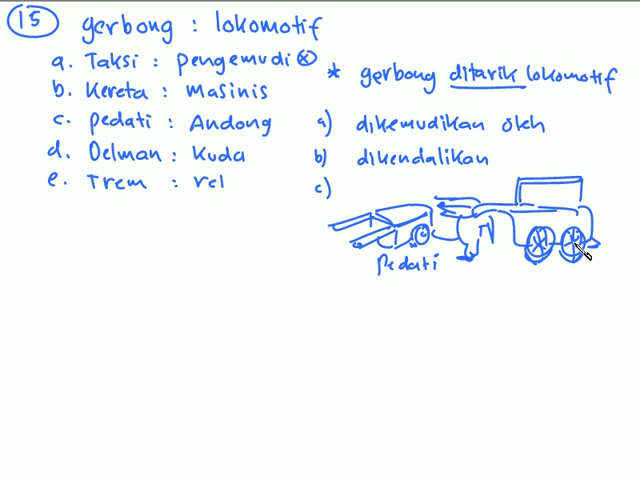 15 gerbong : lokomotif
a. Taksi : pengemudi
b. Kereta : masinis
c. pedati : Andong
d. Delman : Kuda
e. Trem : rel
* gerbong ditarik lokomotif
a) dikemudikan oleh
b) dikendalikan
c)
pedati